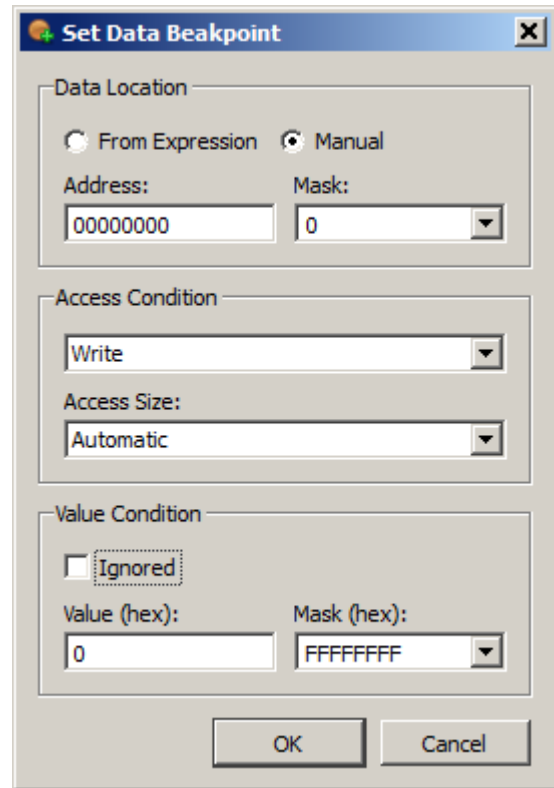 Set Data Beakpoint
Data Location
From Expression Manual
Address: Mask:
00000000 0
Access Condition
Write
Access Size:
Automatic
Value Condition
Ignored
Value (hex): Mask (hex):
0 FFFFFFFF
OK Cancel